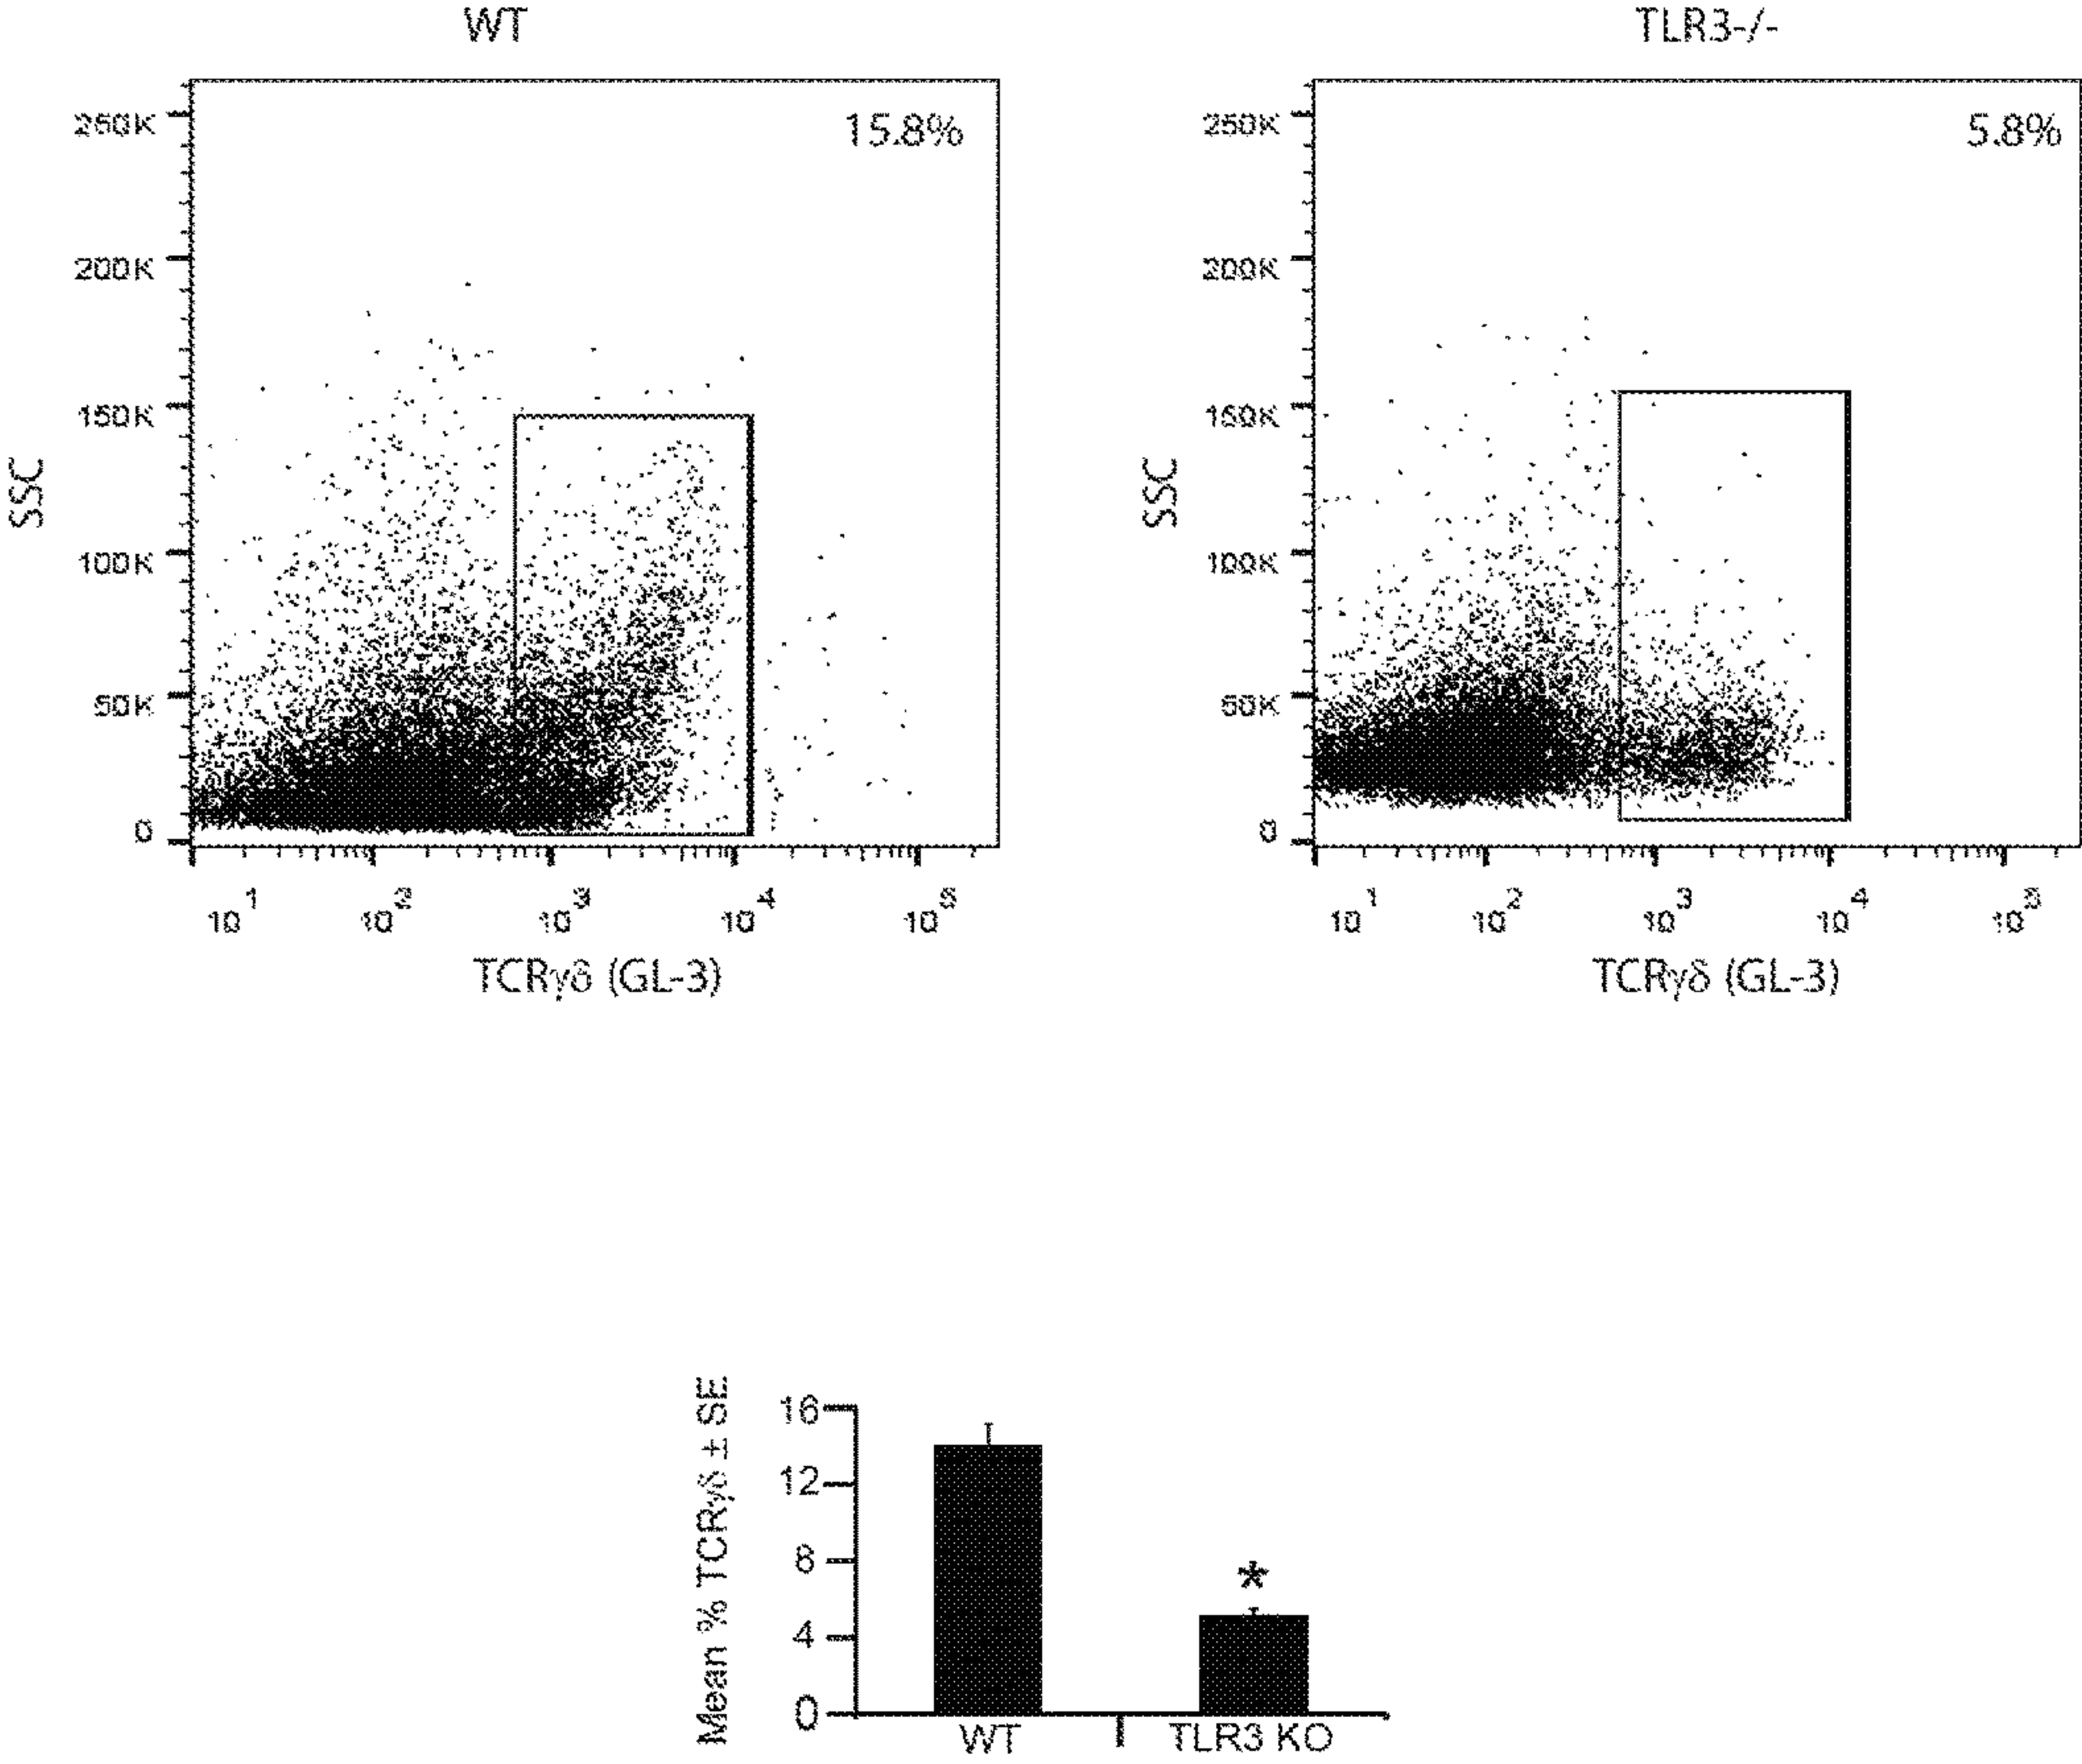 WT
TLR3-/-
250K
200K
150K
100K
50K
0
15.8%
SSC
10^1 10^2 10^3 10^4 10^5
TCRγδ (GL-3)
250K
200K
150K
100K
50K
0
5.8%
SSC
10^1 10^2 10^3 10^4 10^5
TCRγδ (GL-3)
Mean % TCRγδ ± SE
16
12
8
4
0
*
WT
TLR3 KO